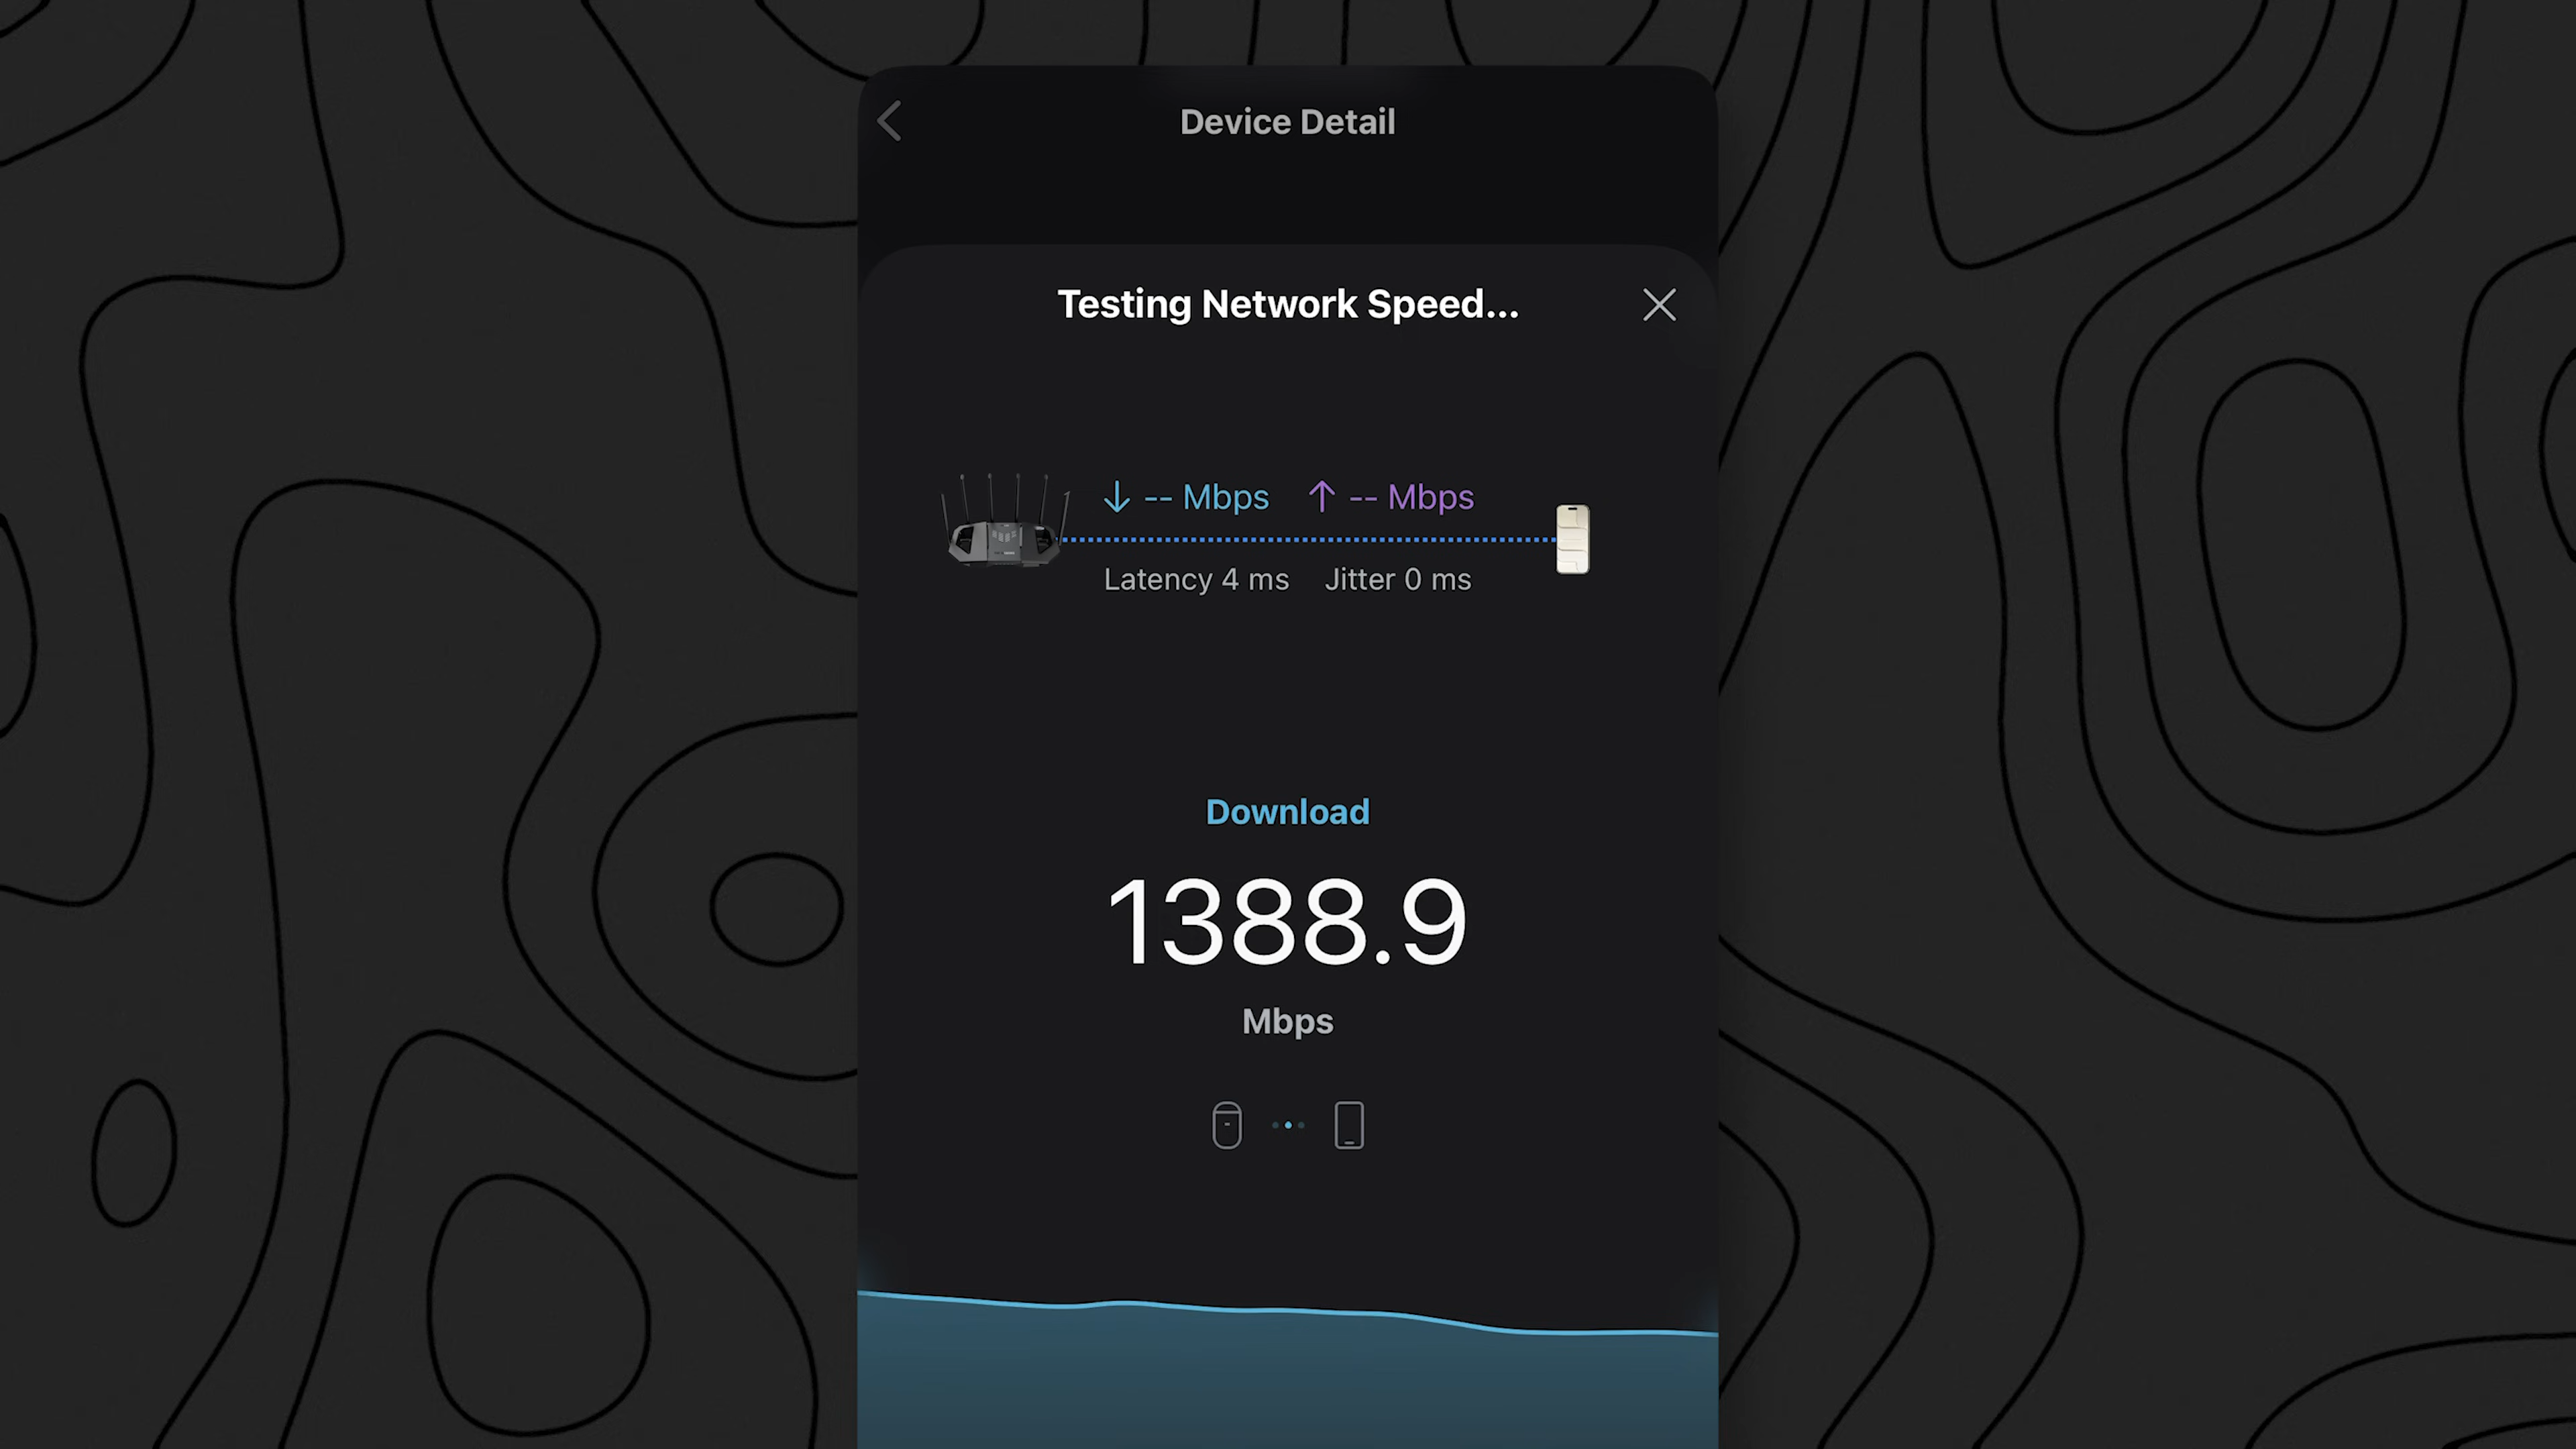 Device Detail
Testing Network Speed...
↓ -- Mbps ↑ -- Mbps
Latency 4 ms Jitter 0 ms
Download
1388.9
Mbps